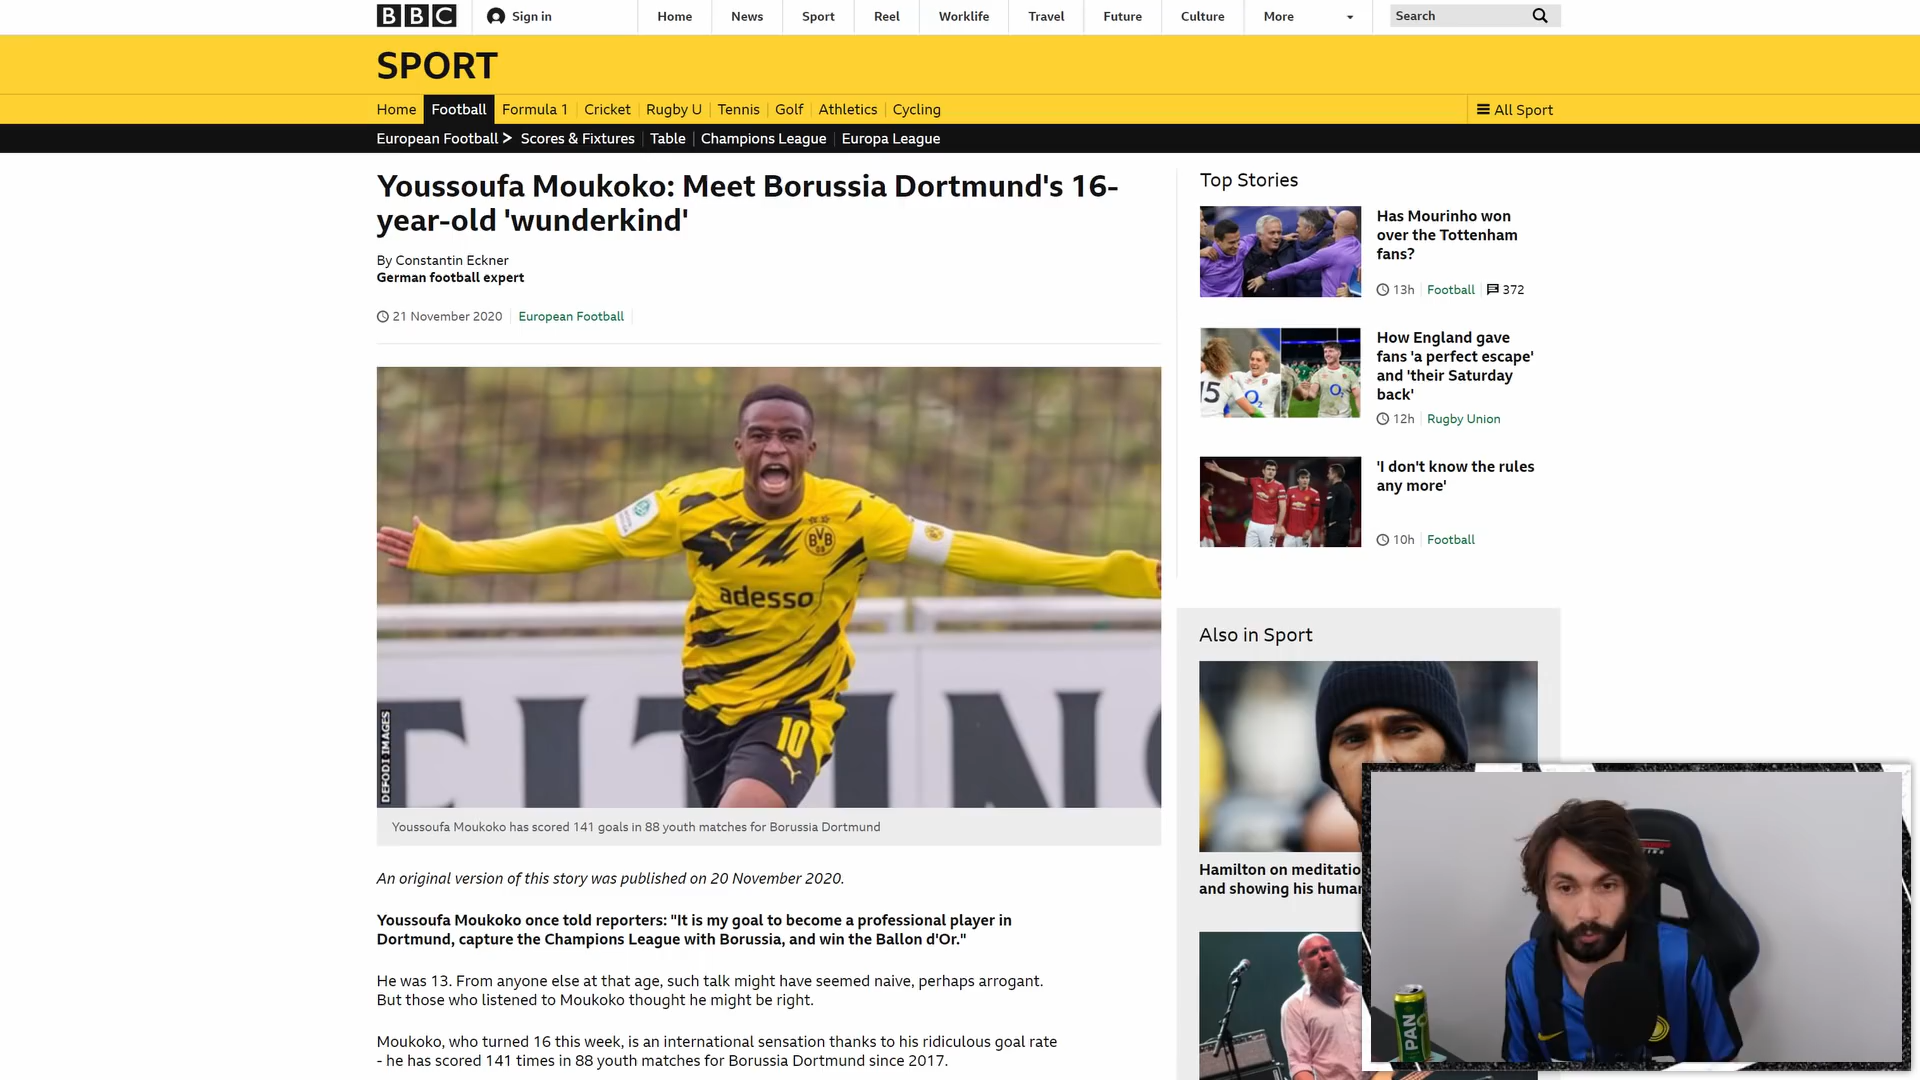 BBC
Sign in
Home
News
Sport
Reel
Worklife
Travel
Future
Culture
More
Search
SPORT
Home
Football
Formula 1
Cricket
Rugby U
Tennis
Golf
Athletics
Cycling
All Sport
European Football
Scores & Fixtures
Table
Champions League
Europa League
Youssoufa Moukoko: Meet Borussia Dortmund's 16-
year-old 'wunderkind'
By Constantin Eckner
German football expert
21 November 2020
European Football
BVB
09
adesso
10
DEFODI IMAGES
Youssoufa Moukoko has scored 141 goals in 88 youth matches for Borussia Dortmund
An original version of this story was published on 20 November 2020.
Youssoufa Moukoko once told reporters: "It is my goal to become a professional player in
Dortmund, capture the Champions League with Borussia, and win the Ballon d'Or."
He was 13. From anyone else at that age, such talk might have seemed naive, perhaps arrogant.
But those who listened to Moukoko thought he might be right.
Moukoko, who turned 16 this week, is an international sensation thanks to his ridiculous goal rate
- he has scored 141 times in 88 youth matches for Borussia Dortmund since 2017.
Top Stories
Has Mourinho won
over the Tottenham
fans?
13h
Football
372
15
O2
O2
How England gave
fans 'a perfect escape'
and 'their Saturday
back'
12h
Rugby Union
'I don't know the rules
any more'
10h
Football
Also in Sport
Hamilton on meditatio
and showing his human
PAN